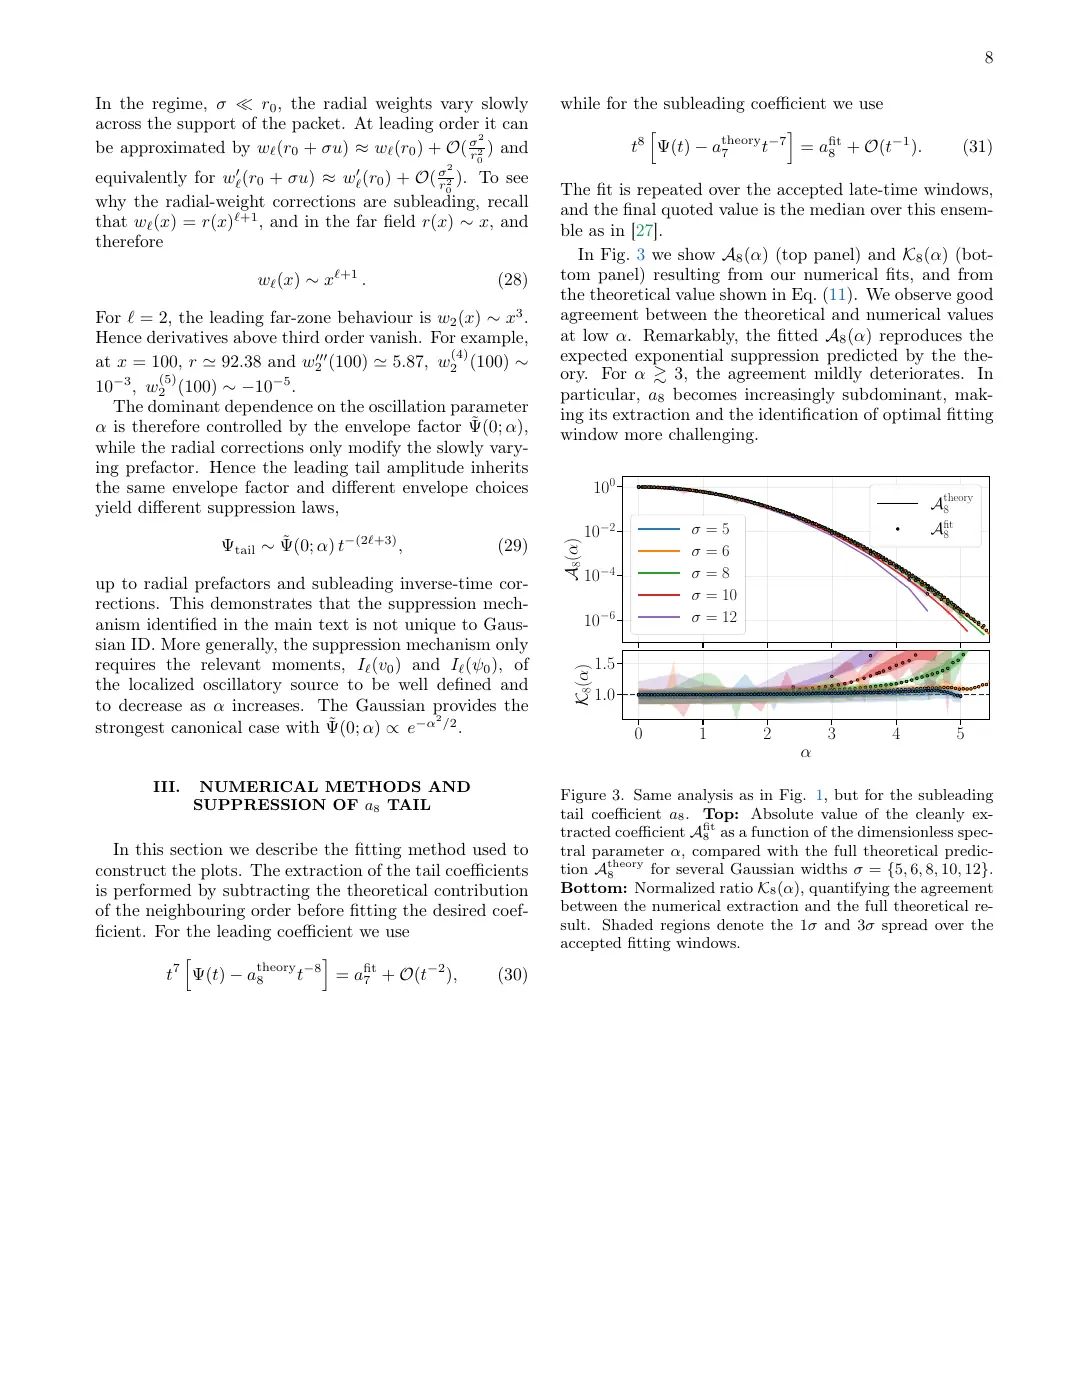 8
In the regime, σ ≪ r₀, the radial weights vary slowly
across the support of the packet. At leading order it can
be approximated by wℓ(r₀ + σu) ≈ wℓ(r₀) + O(σ²/r₀²) and
equivalently for w′ℓ(r₀ + σu) ≈ w′ℓ(r₀) + O(σ²/r₀²). To see
why the radial-weight corrections are subleading, recall
that wℓ(x) = r(x)^{ℓ+1}, and in the far field r(x) ∼ x, and
therefore
wℓ(x) ∼ x^{ℓ+1} . (28)
For ℓ = 2, the leading far-zone behaviour is w₂(x) ∼ x³.
Hence derivatives above third order vanish. For example,
at x = 100, r ≃ 92.38 and w₂‴(100) ≃ 5.87, w₂^{(4)}(100) ∼
10⁻³, w₂^{(5)}(100) ∼ −10⁻⁵.
The dominant dependence on the oscillation parameter
α is therefore controlled by the envelope factor Ψ̃(0; α),
while the radial corrections only modify the slowly vary-
ing prefactor. Hence the leading tail amplitude inherits
the same envelope factor and different envelope choices
yield different suppression laws,
Ψ_tail ∼ Ψ̃(0; α) t^{−(2ℓ+3)}, (29)
up to radial prefactors and subleading inverse-time cor-
rections. This demonstrates that the suppression mech-
anism identified in the main text is not unique to Gaus-
sian ID. More generally, the suppression mechanism only
requires the relevant moments, Iℓ(v₀) and Iℓ(ψ₀), of
the localized oscillatory source to be well defined and
to decrease as α increases. The Gaussian provides the
strongest canonical case with Ψ̃(0; α) ∝ e^{−α²/2}.
III. NUMERICAL METHODS AND
SUPPRESSION OF a₈ TAIL
In this section we describe the fitting method used to
construct the plots. The extraction of the tail coefficients
is performed by subtracting the theoretical contribution
of the neighbouring order before fitting the desired coef-
ficient. For the leading coefficient we use
t⁷ [Ψ(t) − a₈^{theory} t⁻⁸] = a₇^{fit} + O(t⁻²), (30)
while for the subleading coefficient we use
t⁸ [Ψ(t) − a₇^{theory} t⁻⁷] = a₈^{fit} + O(t⁻¹). (31)
The fit is repeated over the accepted late-time windows,
and the final quoted value is the median over this ensem-
ble as in [27].
In Fig. 3 we show A₈(α) (top panel) and K₈(α) (bot-
tom panel) resulting from our numerical fits, and from
the theoretical value shown in Eq. (11). We observe good
agreement between the theoretical and numerical values
at low α. Remarkably, the fitted A₈(α) reproduces the
expected exponential suppression predicted by the the-
ory. For α ≳ 3, the agreement mildly deteriorates. In
particular, a₈ becomes increasingly subdominant, mak-
ing its extraction and the identification of optimal fitting
window more challenging.
A₈(α)
10⁰
10⁻²
10⁻⁴
10⁻⁶
σ = 5
σ = 6
σ = 8
σ = 10
σ = 12
A₈^{theory}
A₈^{fit}
K₈(α)
1.5
1.0
0 1 2 3 4 5
α
Figure 3. Same analysis as in Fig. 1, but for the subleading
tail coefficient a₈. Top: Absolute value of the cleanly ex-
tracted coefficient A₈^{fit} as a function of the dimensionless spec-
tral parameter α, compared with the full theoretical predic-
tion A₈^{theory} for several Gaussian widths σ = {5, 6, 8, 10, 12}.
Bottom: Normalized ratio K₈(α), quantifying the agreement
between the numerical extraction and the full theoretical re-
sult. Shaded regions denote the 1σ and 3σ spread over the
accepted fitting windows.